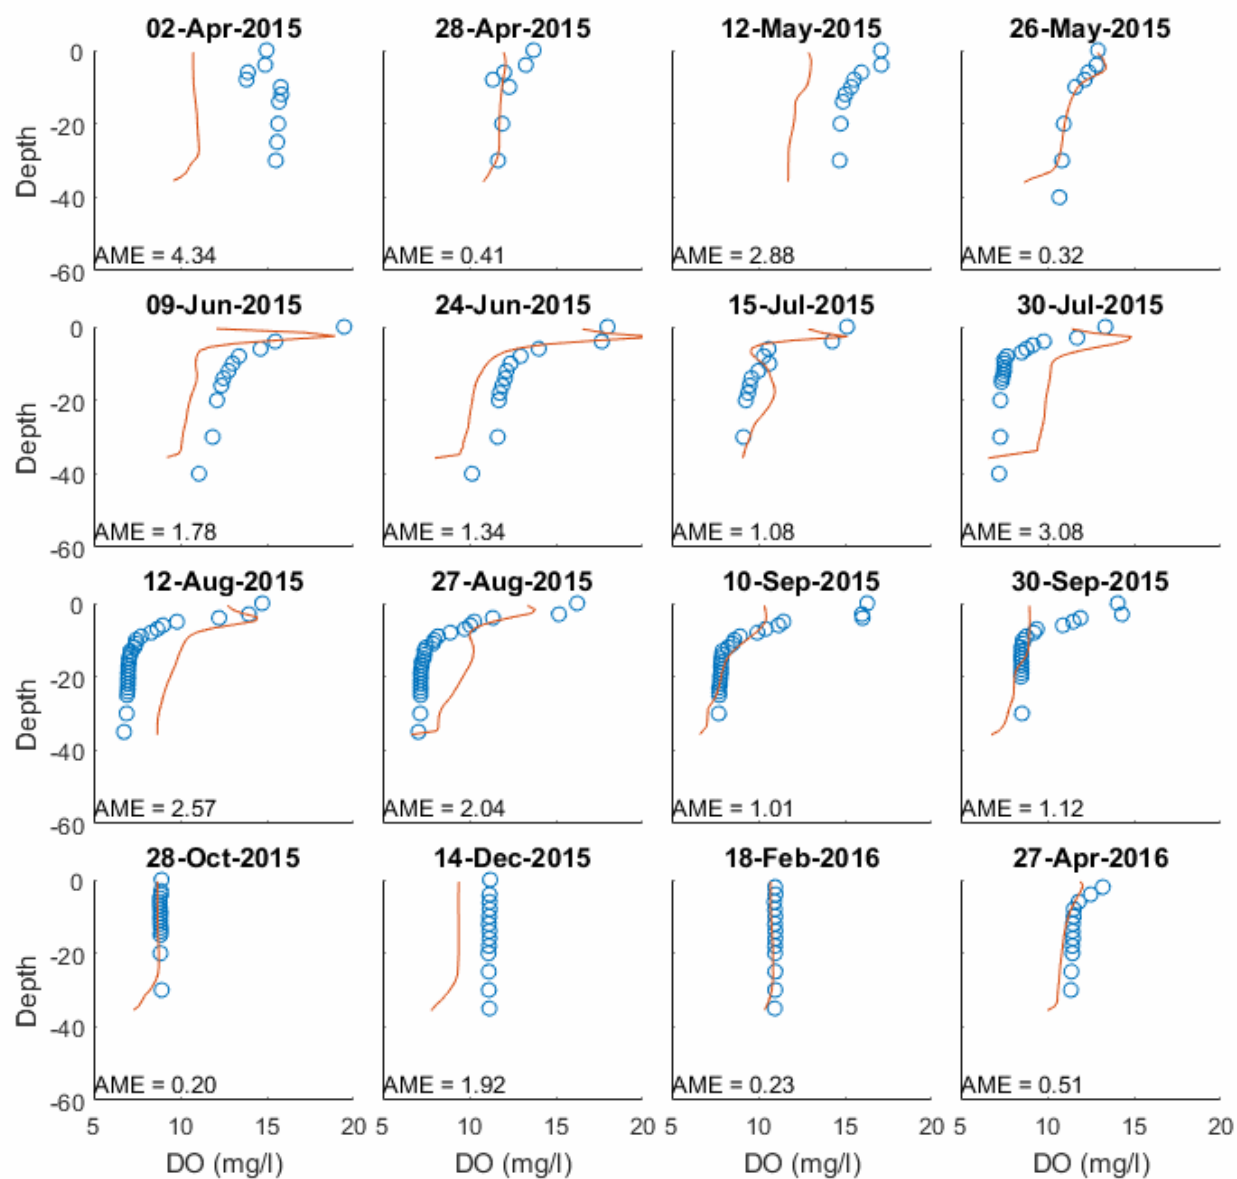 02-Apr-2015 28-Apr-2015 12-May-2015 26-May-2015
0
-20
-40
-60
Depth
AME = 4.34 AME = 0.41 AME = 2.88 AME = 0.32
09-Jun-2015 24-Jun-2015 15-Jul-2015 30-Jul-2015
0
-20
-40
-60
Depth
AME = 1.78 AME = 1.34 AME = 1.08 AME = 3.08
12-Aug-2015 27-Aug-2015 10-Sep-2015 30-Sep-2015
0
-20
-40
-60
Depth
AME = 2.57 AME = 2.04 AME = 1.01 AME = 1.12
28-Oct-2015 14-Dec-2015 18-Feb-2016 27-Apr-2016
0
-20
-40
-60
Depth
AME = 0.20 AME = 1.92 AME = 0.23 AME = 0.51
5 10 15 20 5 10 15 20 5 10 15 20 5 10 15 20
DO (mg/l) DO (mg/l) DO (mg/l) DO (mg/l)